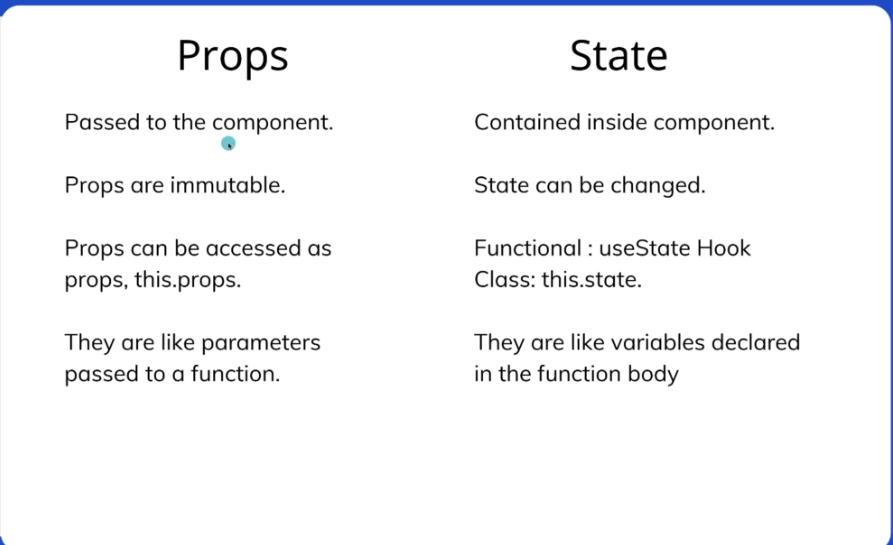 Props
Passed to the component.
Props are immutable.
Props can be accessed as
props, this.props.
They are like parameters
passed to a function.
State
Contained inside component.
State can be changed.
Functional : useState Hook
Class: this.state.
They are like variables declared
in the function body